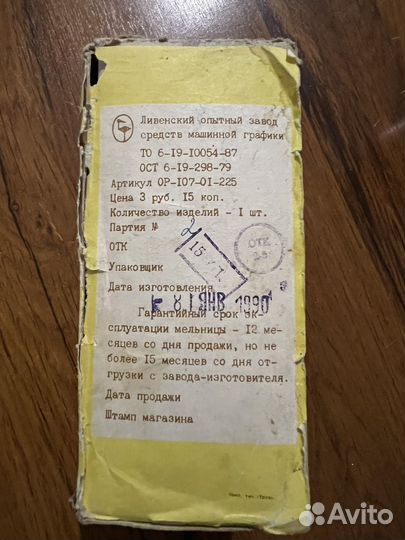 Ливенский опытный завод
средств машинной графики
ТО 6-19-10054-87
ОСТ 6-19-298-79
Артикул ОР-107-01-225
Цена 3 руб. 15 коп.
Количество изделий - 1 шт.
Партия №
ОТК
ОТК
Упаковщик
Дата изготовления
8 ЯНВ 1990
Гарантийный срок эк-
сплуатации мельницы - 12 ме-
сяцев со дня продажи, но не
более 15 месяцев со дня от-
грузки с завода-изготовителя.
Дата продажи
Штамп магазина
Avito